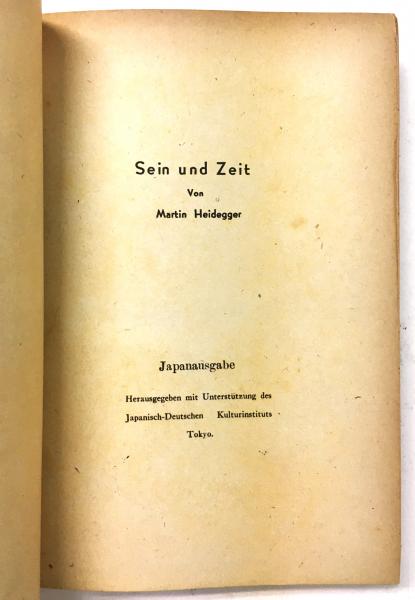 Sein und Zeit
Von
Martin Heidegger
Japanausgabe
Herausgegeben mit Unterstützung des
Japanisch-Deutschen Kulturinstituts
Tokyo.